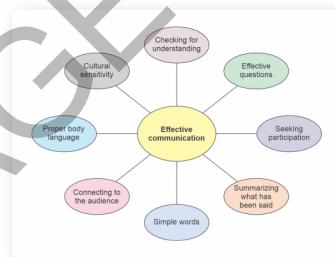 Checking for
understanding
Cultural
sensitivity
Effective
questions
Proper body
language
Effective
communication
Seeking
participation
Connecting to
the audience
Summarizing
what has
been said
Simple words